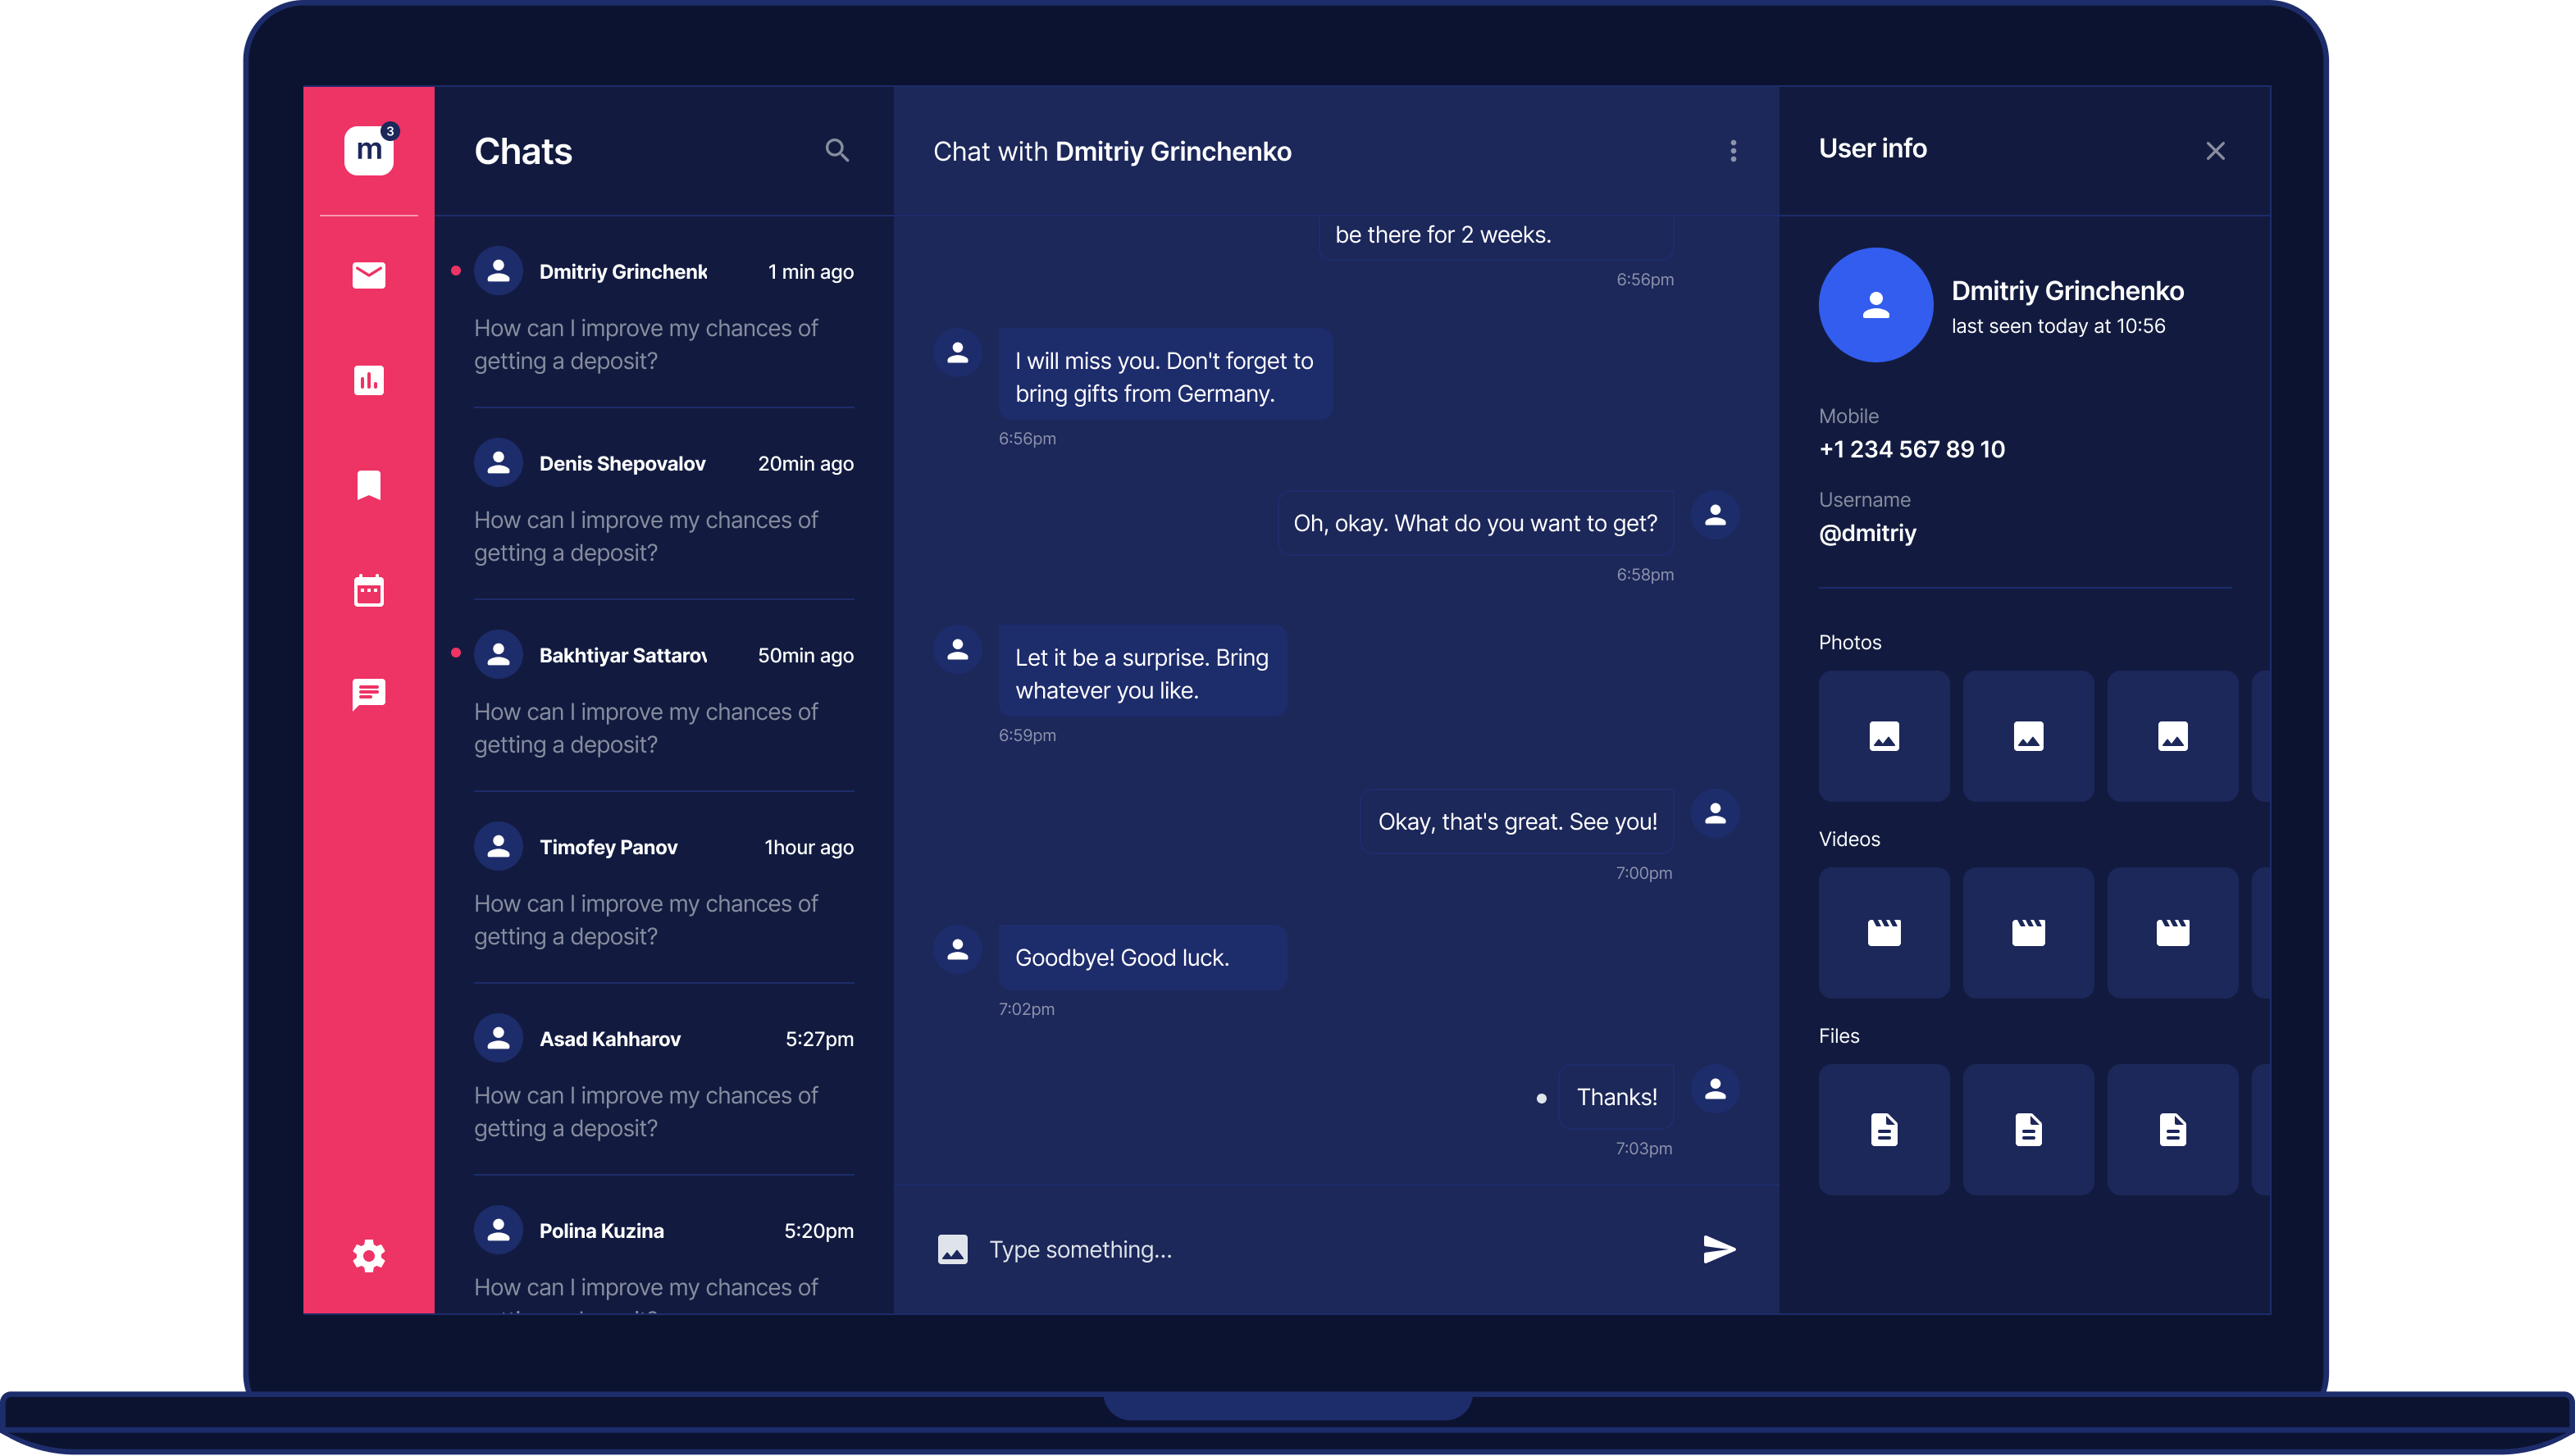 m
3
Chats
Dmitriy Grinchenk
1 min ago
How can I improve my chances of
getting a deposit?
Denis Shepovalov
20min ago
How can I improve my chances of
getting a deposit?
Bakhtiyar Sattarov
50min ago
How can I improve my chances of
getting a deposit?
Timofey Panov
1hour ago
How can I improve my chances of
getting a deposit?
Asad Kahharov
5:27pm
How can I improve my chances of
getting a deposit?
Polina Kuzina
5:20pm
How can I improve my chances of
Chat with Dmitriy Grinchenko
be there for 2 weeks.
6:56pm
I will miss you. Don't forget to
bring gifts from Germany.
6:56pm
Oh, okay. What do you want to get?
6:58pm
Let it be a surprise. Bring
whatever you like.
6:59pm
Okay, that's great. See you!
7:00pm
Goodbye! Good luck.
7:02pm
Thanks!
7:03pm
Type something...
User info
Dmitriy Grinchenko
last seen today at 10:56
Mobile
+1 234 567 89 10
Username
@dmitriy
Photos
Videos
Files